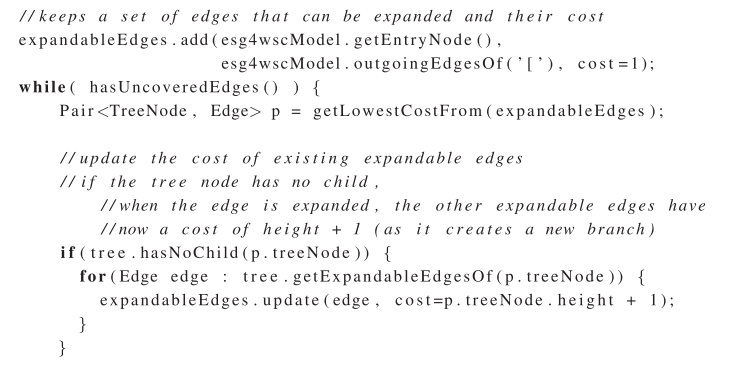 //keeps a set of edges that can be expanded and their cost
expandableEdges.add(esg4wscModel.getEntryNode(),
esg4wscModel.outgoingEdgesOf('['), cost=1);
while( hasUncoveredEdges() ) {
Pair<TreeNode, Edge> p = getLowestCostFrom(expandableEdges);
//update the cost of existing expandable edges
//if the tree node has no child,
//when the edge is expanded, the other expandable edges have
//now a cost of height + 1 (as it creates a new branch)
if(tree.hasNoChild(p.treeNode)) {
for(Edge edge : tree.getExpandableEdgesOf(p.treeNode)) {
expandableEdges.update(edge, cost=p.treeNode.height + 1);
}
}